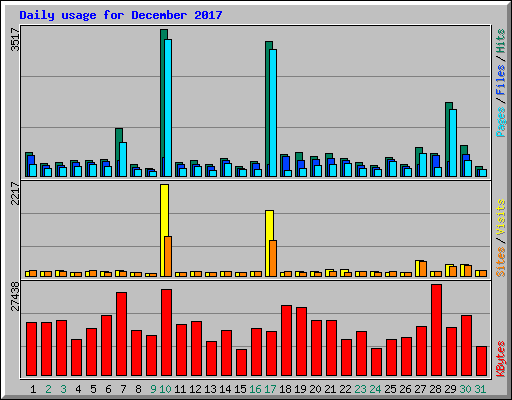 Daily usage for December 2017
3517
Pages / Files / Hits
2217
Sites / Visits
27438
KBytes
1 2 3 4 5 6 7 8 9 10 11 12 13 14 15 16 17 18 19 20 21 22 23 24 25 26 27 28 29 30 31